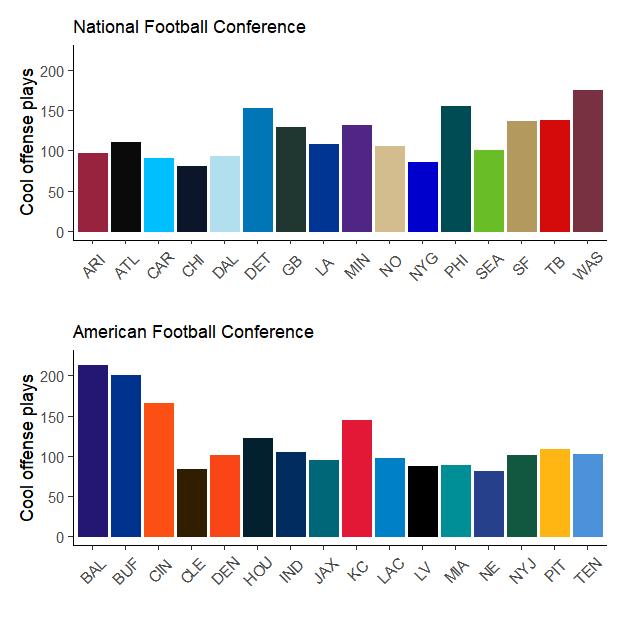 National Football Conference
Cool offense plays
200
150
100
50
0
ARI ATL CAR CHI DAL DET GB LA MIN NO NYG PHI SEA SF TB WAS
American Football Conference
Cool offense plays
200
150
100
50
0
BAL BUF CIN CLE DEN HOU IND JAX KC LAC LV MIA NE NYJ PIT TEN